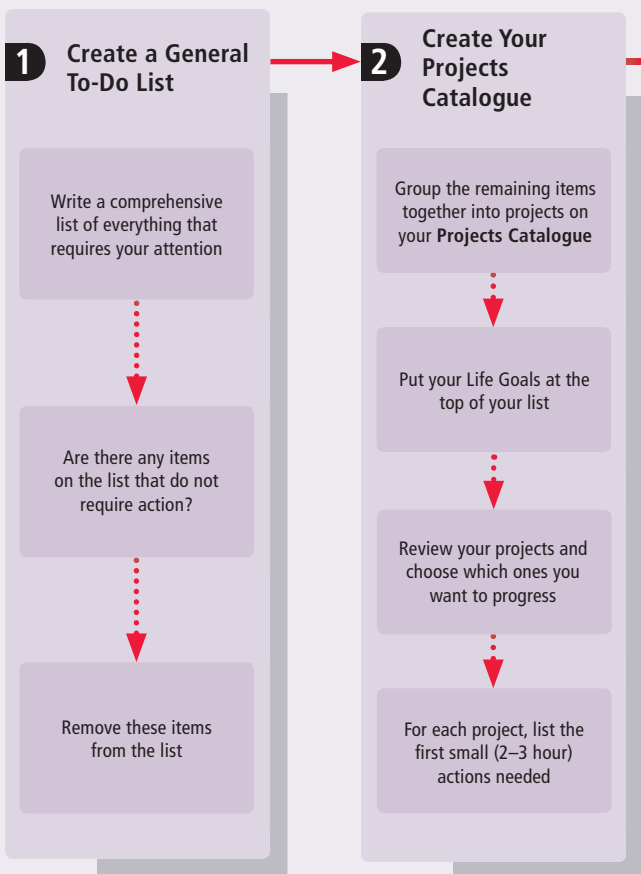 1
Create a General
To-Do List
Write a comprehensive
list of everything that
requires your attention
Are there any items
on the list that do not
require action?
Remove these items
from the list
2
Create Your
Projects
Catalogue
Group the remaining items
together into projects on
your Projects Catalogue
Put your Life Goals at the
top of your list
Review your projects and
choose which ones you
want to progress
For each project, list the
first small (2–3 hour)
actions needed